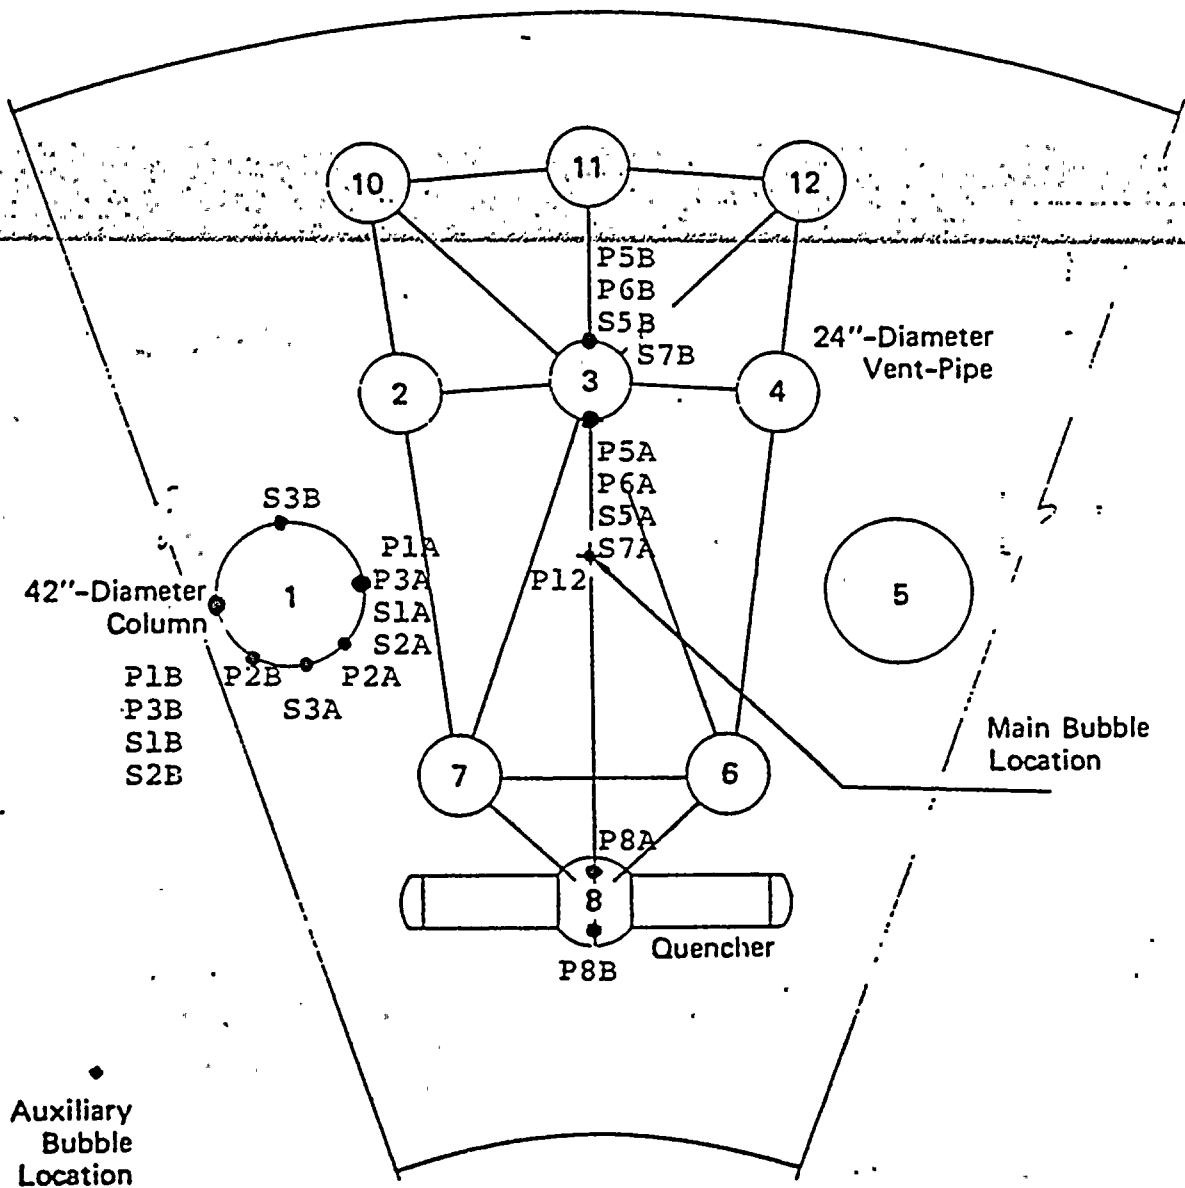 11
10
12
P5B
P6B
S5B
S7B
24"-Diameter
Vent-Pipe
2
3
4
P5A
P6A
S5A
S7A
S3B
P1A
P3A
S1A
S2A
42"-Diameter
Column
1
P12
5
P1B
P3B
S1B
S2B
P2B
P2A
S3A
Main Bubble
Location
7
6
P8A
8
Quencher
P8B
Auxiliary
Bubble
Location